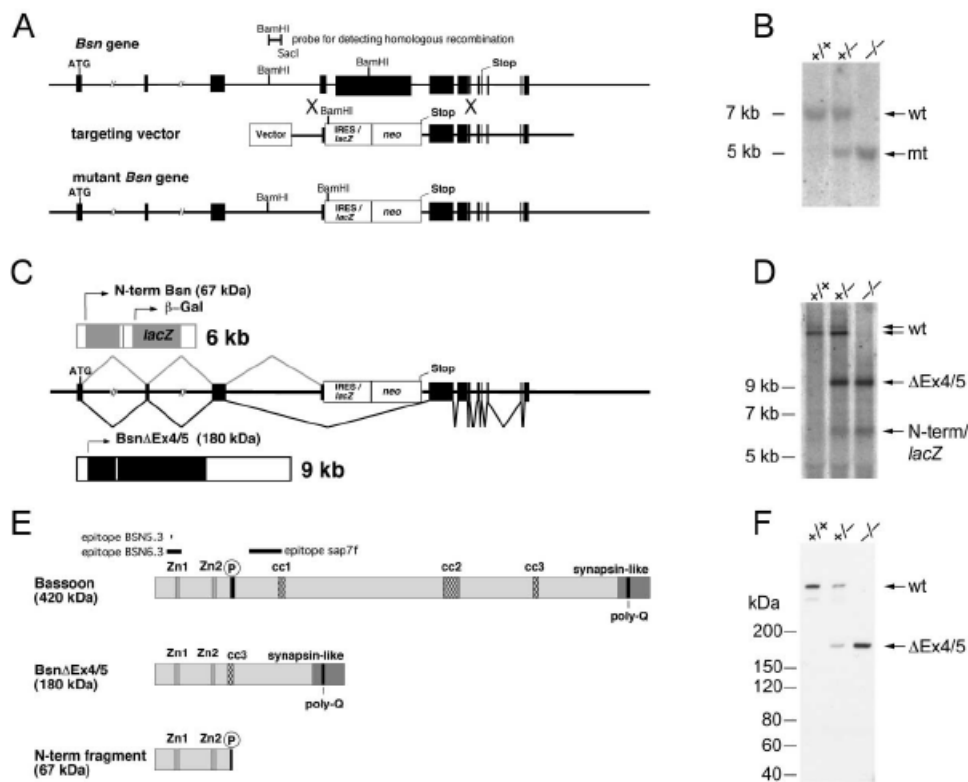 A
Bsn gene
BamHI
probe for detecting homologous recombination
SacI
ATG
BamHI
BamHI
Stop
BamHI
Stop
targeting vector
Vector
IRES / lacZ
neo
mutant Bsn gene
ATG
BamHI
BamHI
Stop
IRES / lacZ
neo
B
+/+ +/- -/-
7 kb
wt
5 kb
mt
C
N-term Bsn (67 kDa)
β-Gal
lacZ
6 kb
ATG
IRES / lacZ
neo
Stop
BsnΔEx4/5 (180 kDa)
9 kb
D
+/+ +/- -/-
wt
9 kb
ΔEx4/5
7 kb
N-term/
lacZ
5 kb
E
epitope BSN5.3
epitope BSN6.3
epitope sap7f
Zn1 Zn2 P cc1 cc2 cc3 synapsin-like
Bassoon
(420 kDa)
poly-Q
Zn1 Zn2 cc3 synapsin-like
BsnΔEx4/5
(180 kDa)
poly-Q
Zn1 Zn2 P
N-term fragment
(67 kDa)
F
+/+ +/- -/-
wt
kDa
200
ΔEx4/5
150
120
80
60
40